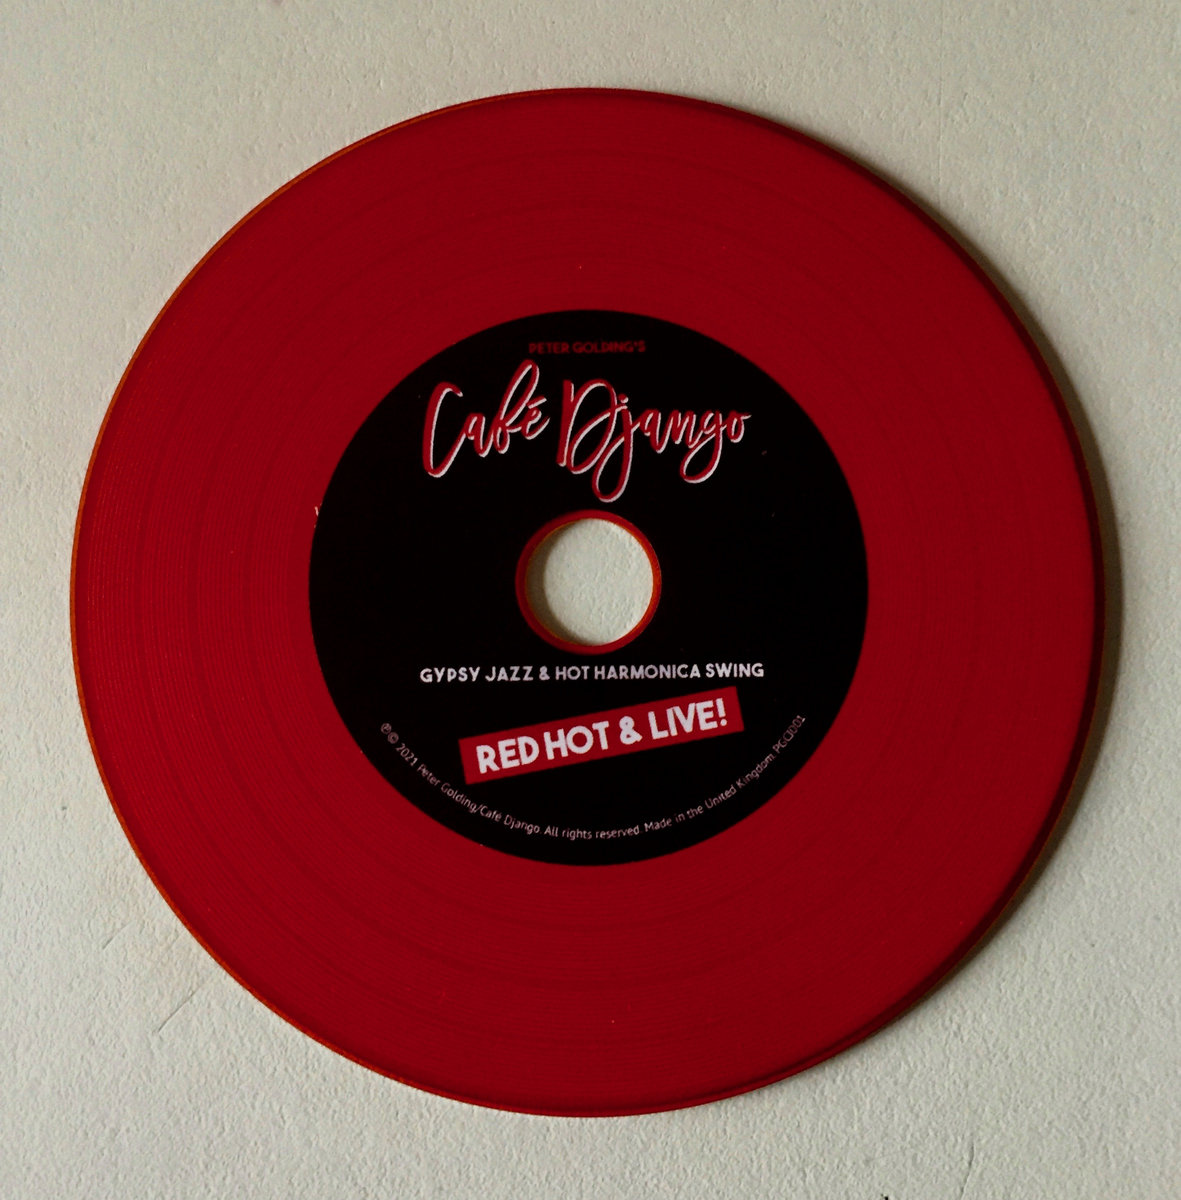 PETER GOLDING'S
Café Django
GYPSY JAZZ & HOT HARMONICA SWING
RED HOT & LIVE!
℗© 2021 Peter Golding/Café Django. All rights reserved. Made in the United Kingdom.